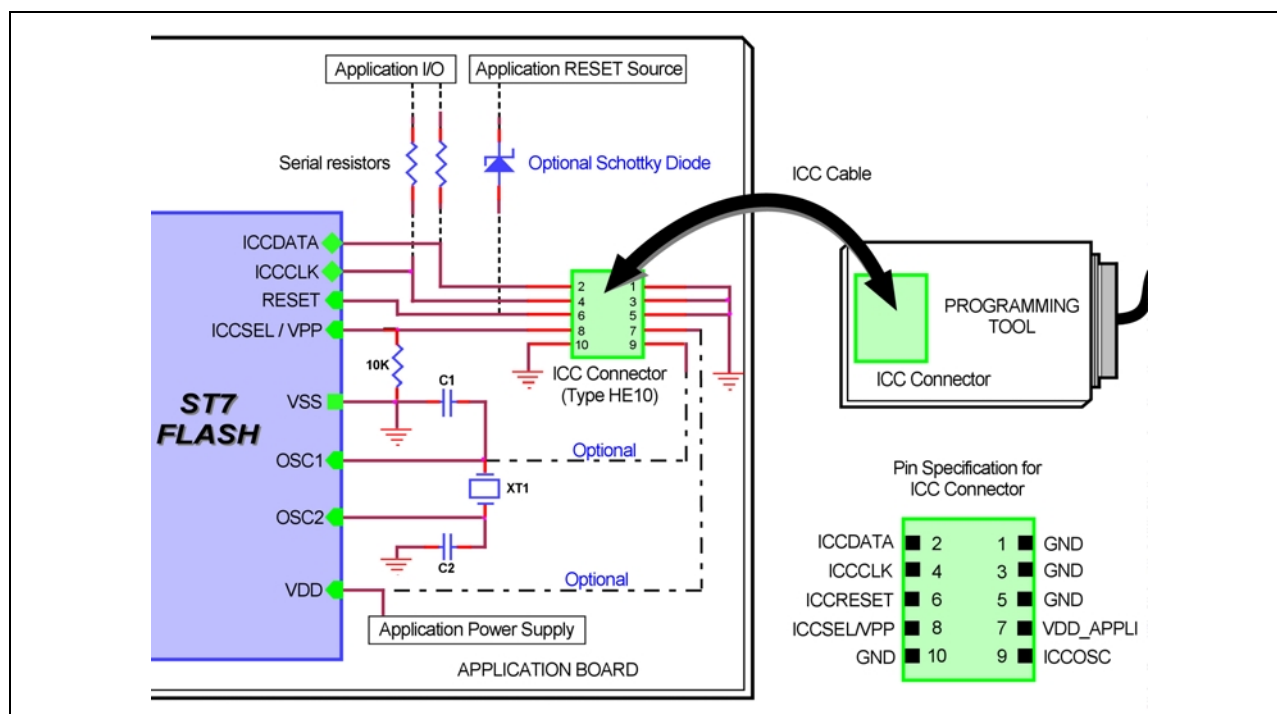 Application I/O
Application RESET Source
Serial resistors
Optional Schottky Diode
ICC Cable
ICCDATA
ICCCLK
RESET
ICCSEL / VPP
10K
VSS
OSC1
OSC2
VDD
ST7
FLASH
C1
XT1
C2
2 1
4 3
6 5
8 7
10 9
ICC Connector
(Type HE10)
Optional
Optional
Application Power Supply
APPLICATION BOARD
PROGRAMMING
TOOL
ICC Connector
Pin Specification for
ICC Connector
ICCDATA 2 1 GND
ICCCLK 4 3 GND
ICCRESET 6 5 GND
ICCSEL/VPP 8 7 VDD_APPLI
GND 10 9 ICCOSC